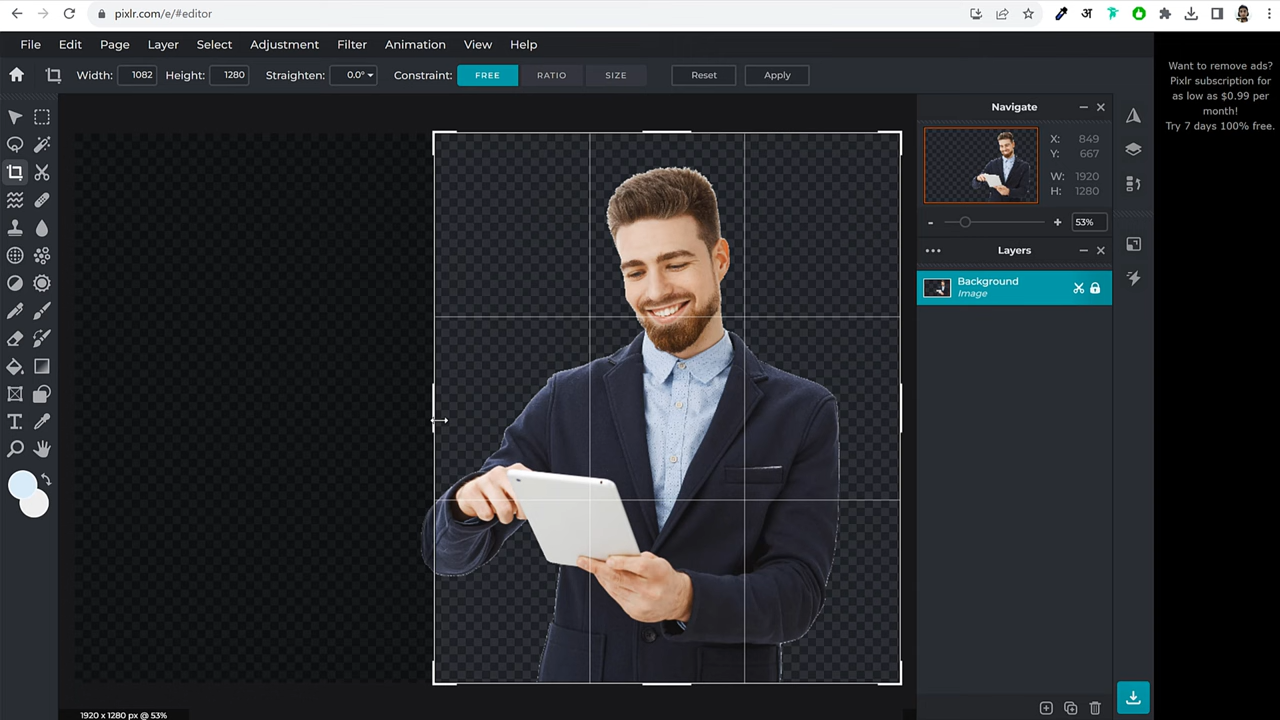 pixlr.com/e/#editor
अ
File Edit Page Layer Select Adjustment Filter Animation View Help
Width: 1082 Height: 1280 Straighten: 0.0° Constraint: FREE RATIO SIZE Reset Apply
Want to remove ads?
Pixlr subscription for
as low as $0.99 per
month!
Try 7 days 100% free.
Navigate
X: 849
Y: 667
W: 1920
H: 1280
- + 53%
Layers
Background
Image
1920 x 1280 px @ 53%